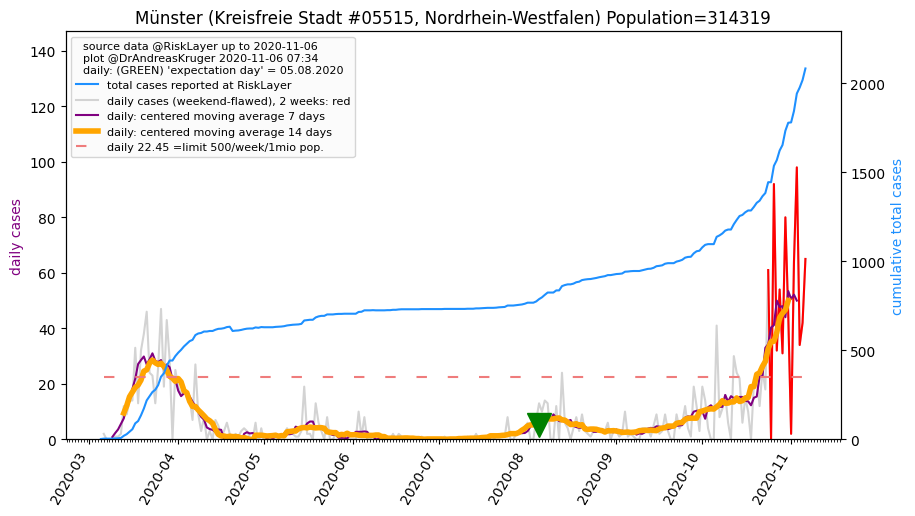 Münster (Kreisfreie Stadt #05515, Nordrhein-Westfalen) Population=314319
source data @RiskLayer up to 2020-11-06
plot @DrAndreasKruger 2020-11-06 07:34
daily: (GREEN) 'expectation day' = 05.08.2020
total cases reported at RiskLayer
daily cases (weekend-flawed), 2 weeks: red
daily: centered moving average 7 days
daily: centered moving average 14 days
daily 22.45 =limit 500/week/1mio pop.
daily cases
140
120
100
80
60
40
20
0
cumulative total cases
2000
1500
1000
500
0
2020-03
2020-04
2020-05
2020-06
2020-07
2020-08
2020-09
2020-10
2020-11